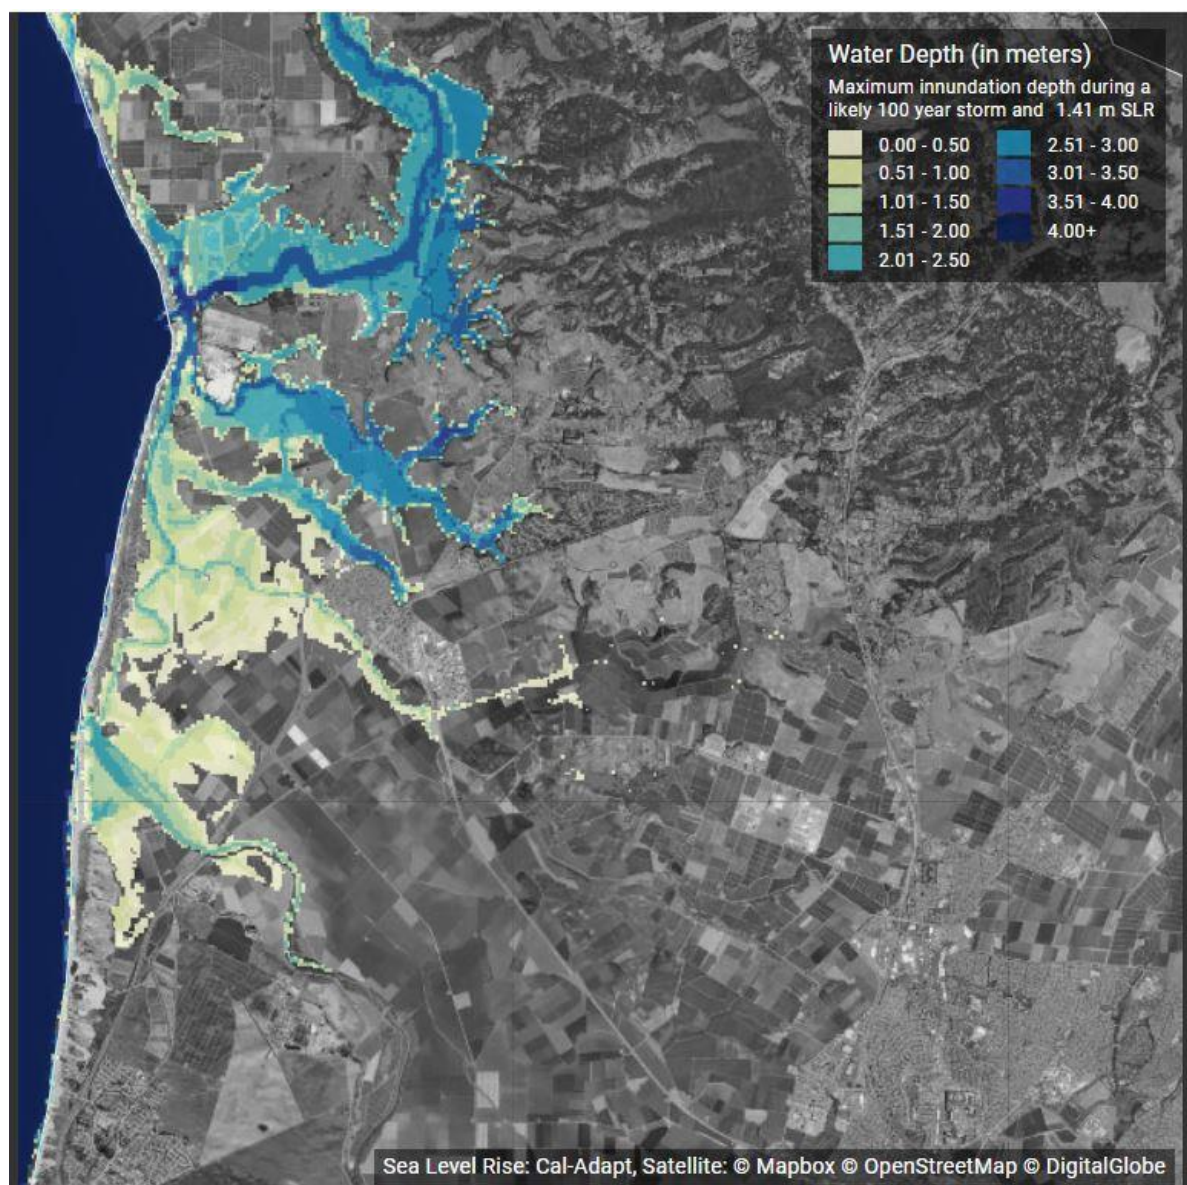 Water Depth (in meters)
Maximum innundation depth during a
likely 100 year storm and 1.41 m SLR
0.00 - 0.50
0.51 - 1.00
1.01 - 1.50
1.51 - 2.00
2.01 - 2.50
2.51 - 3.00
3.01 - 3.50
3.51 - 4.00
4.00+
Sea Level Rise: Cal-Adapt, Satellite: © Mapbox © OpenStreetMap © DigitalGlobe